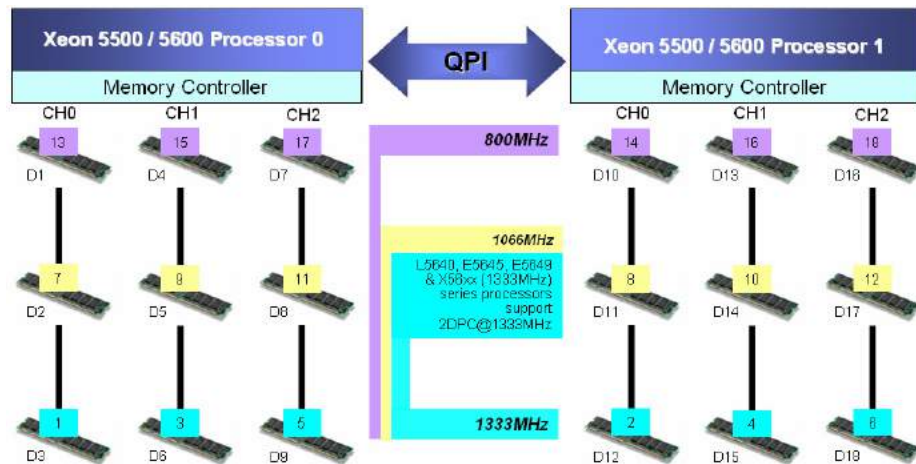 Xeon 5500 / 5600 Processor 0
QPI
Xeon 5500 / 5600 Processor 1
Memory Controller
Memory Controller
CH0 CH1 CH2
CH0 CH1 CH2
13 15 17
800MHz
14 16 18
D1 D4 D7
D10 D13 D16
1066MHz
L5640, E5645, E5649
& X56xx (1333MHz)
series processors
support
2DPC@1333MHz
7 9 11
8 10 12
D2 D5 D8
D11 D14 D17
1 3 5
1333MHz
2 4 6
D3 D6 D9
D12 D15 D18